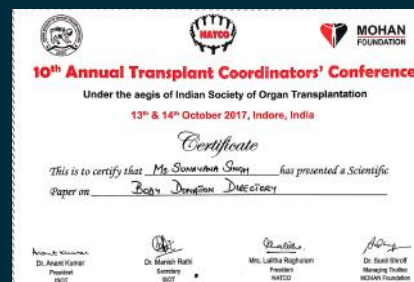 NATCO
MOHAN
FOUNDATION
10th Annual Transplant Coordinators' Conference
Under the aegis of Indian Society of Organ Transplantation
13th & 14th October 2017, Indore, India
Certificate
This is to certify that Ms Sunayana Singh has presented a Scientific
Paper on Body Donation Directory
Dr. Anant Kumar
President
ISOT
Dr. Manish Rathi
Secretary
ISOT
Mrs. Lalitha Raghuram
President
NATCO
Dr. Sunil Shroff
Managing Trustee
MOHAN Foundation